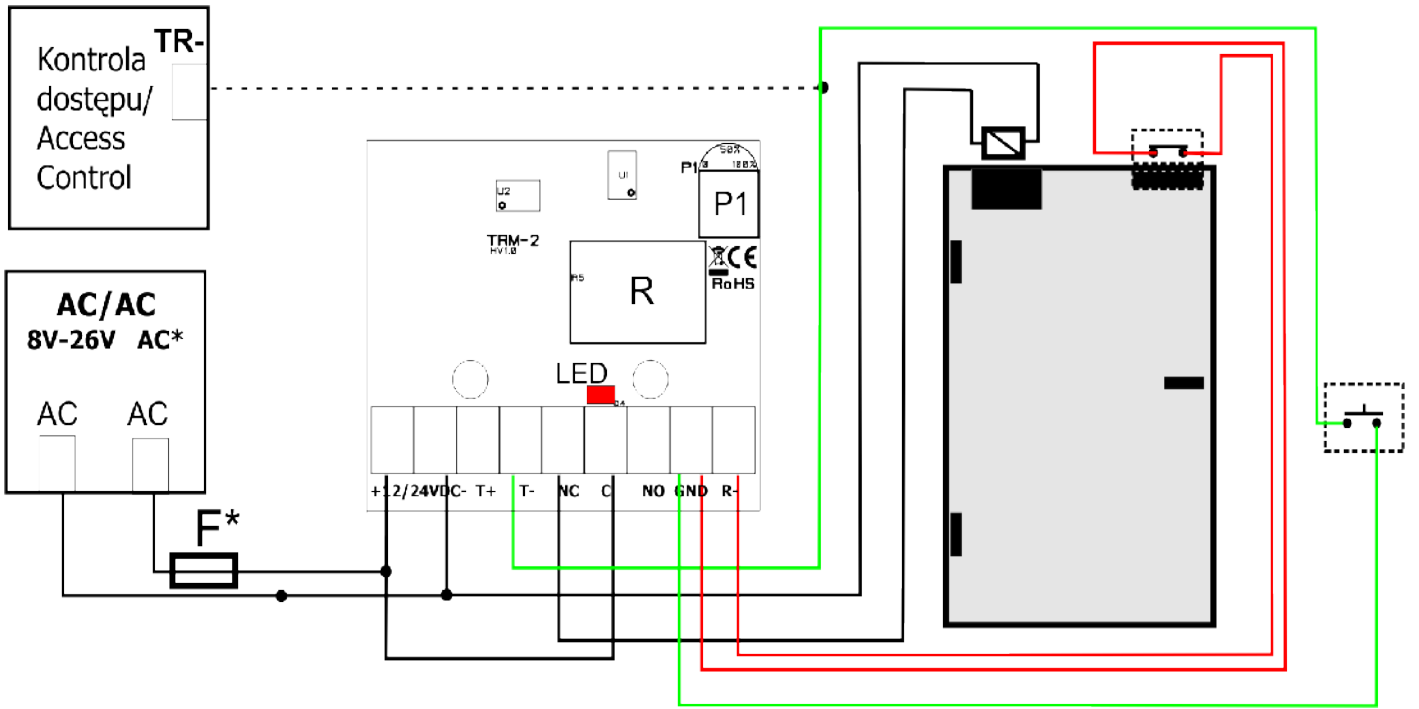 Kontrola
dostępu/
Access
Control
TR-
AC/AC
8V-26V AC*
AC AC
F*
50%
P1 0 100%
P1
U1
U2
TRM-2
HV1.0
CE
RoHS
R5
R
LED
+12/24VDC- T+ T- NC C NO GND R-